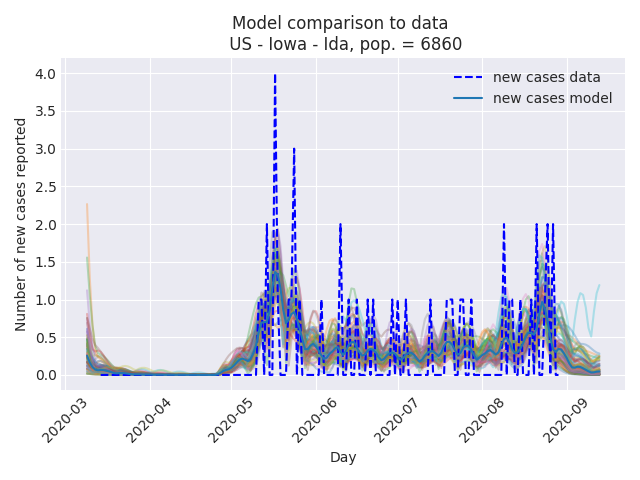 Model comparison to data
US - Iowa - Ida, pop. = 6860
new cases data
new cases model
Number of new cases reported
4.0
3.5
3.0
2.5
2.0
1.5
1.0
0.5
0.0
2020-03
2020-04
2020-05
2020-06
2020-07
2020-08
2020-09
Day